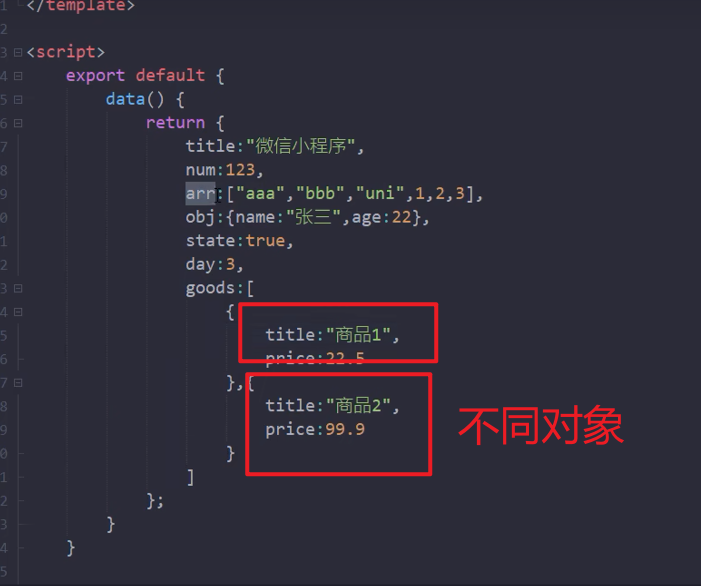 1 </template>
2
3 <script>
4 export default {
5 data() {
6 return {
7 title:"微信小程序",
8 num:123,
9 arr:["aaa","bbb","uni",1,2,3],
0 obj:{name:"张三",age:22},
1 state:true,
2 day:3,
3 goods:[
4 {
5 title:"商品1",
6 price:22.5
7 },{
8 title:"商品2",
9 price:99.9
不同对象
0 }
1 ]
2 };
3 }
4 }
5